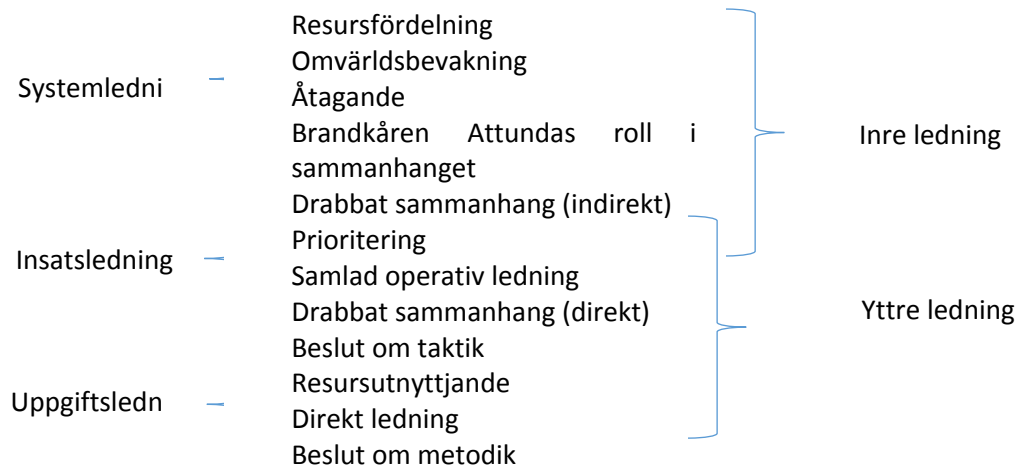 Resursfördelning
Omvärldsbevakning
Systemledni
Åtagande
Brandkåren Attundas roll i
Inre ledning
sammanhanget
Drabbat sammanhang (indirekt)
Prioritering
Insatsledning
Samlad operativ ledning
Drabbat sammanhang (direkt)
Yttre ledning
Beslut om taktik
Resursutnyttjande
Uppgiftsledn
Direkt ledning
Beslut om metodik